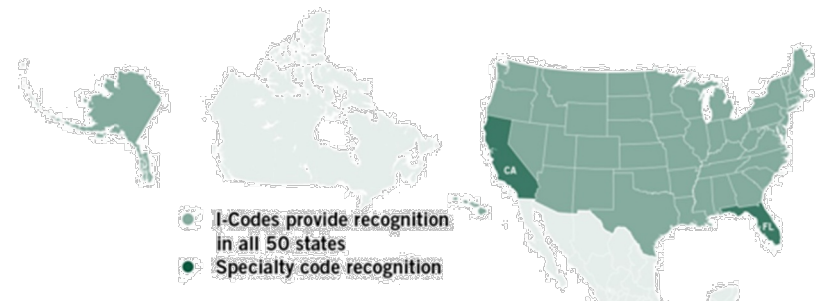 CA
FL
I-Codes provide recognition
in all 50 states
Specialty code recognition